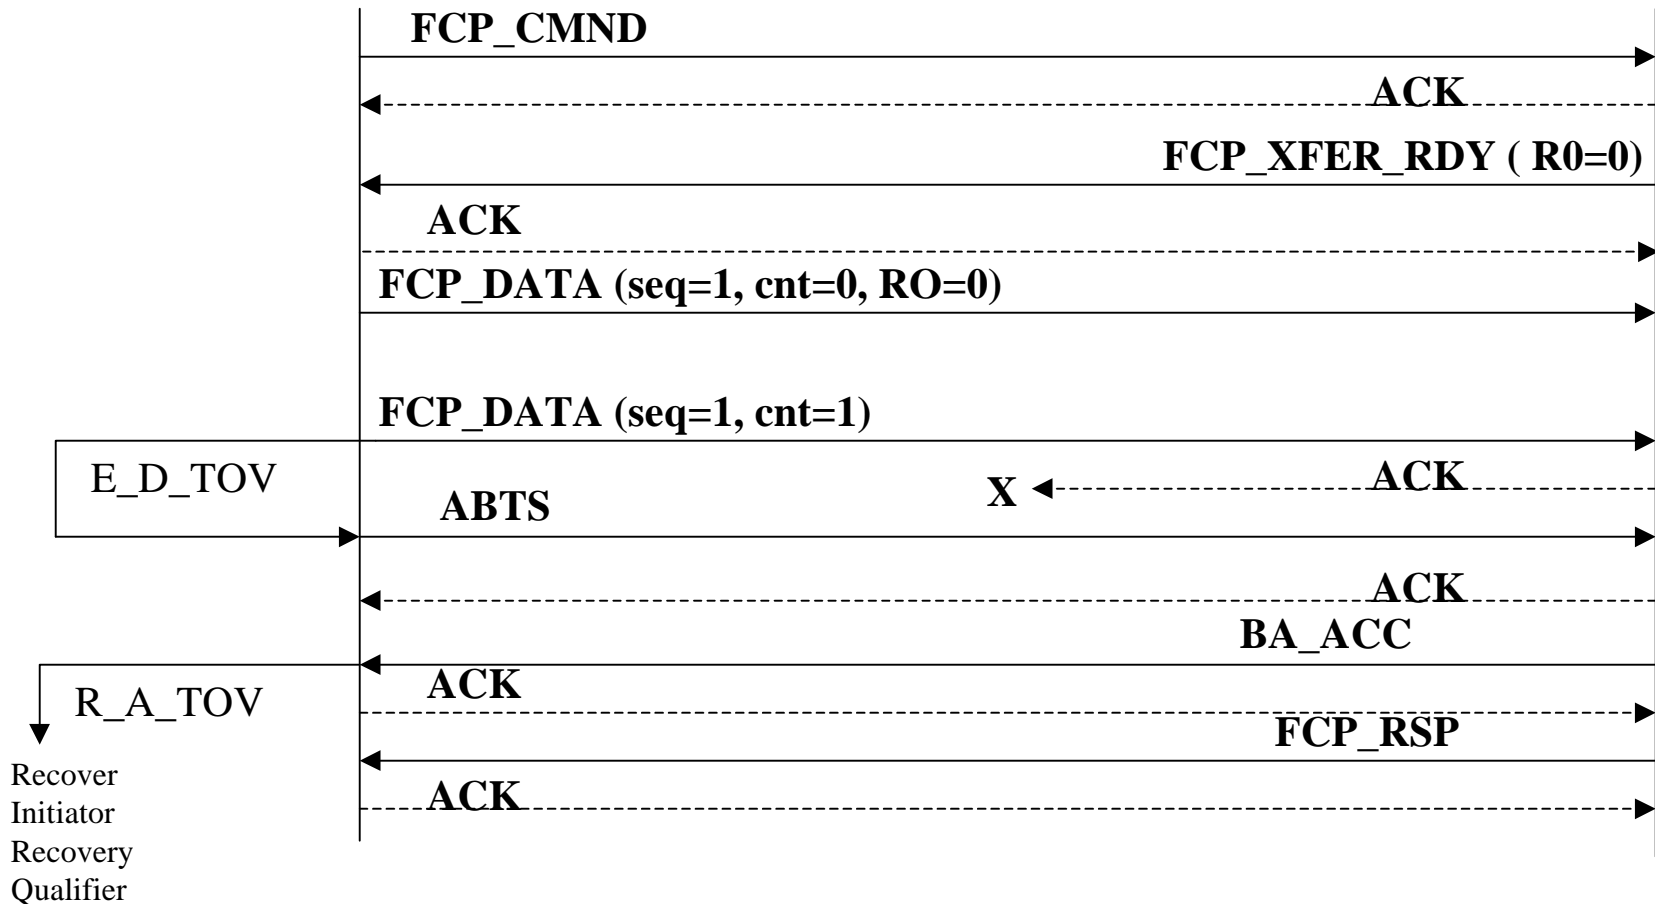 FCP_CMND
ACK
FCP_XFER_RDY ( R0=0)
ACK
FCP_DATA (seq=1, cnt=0, RO=0)
FCP_DATA (seq=1, cnt=1)
E_D_TOV
X
ACK
ABTS
ACK
BA_ACC
R_A_TOV
ACK
FCP_RSP
ACK
Recover
Initiator
Recovery
Qualifier